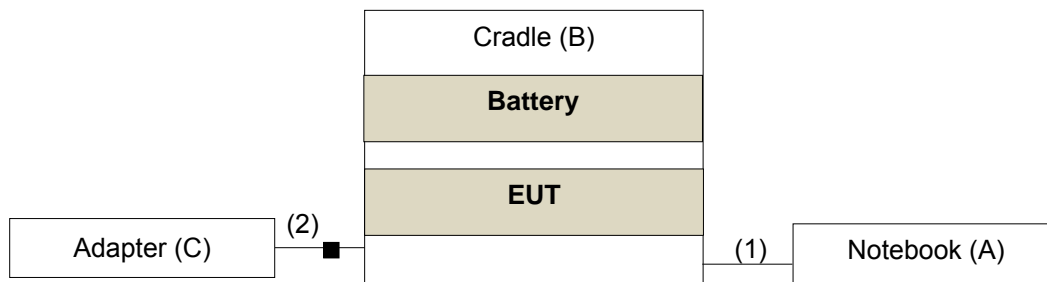 Cradle (B)
Battery
EUT
(2)
Adapter (C)
(1)
Notebook (A)